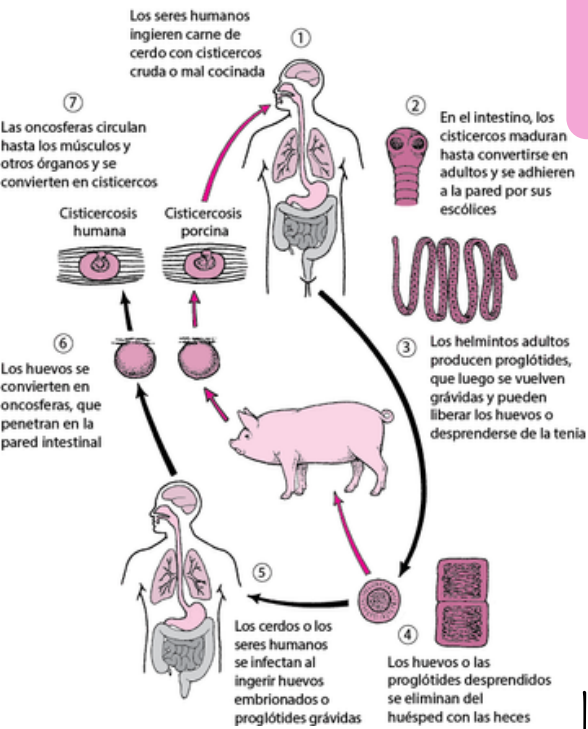 ①
Los seres humanos
ingieren carne de
cerdo con cisticercos
cruda o mal cocinada
②
En el intestino, los
cisticercos maduran
hasta convertirse en
adultos y se adhieren
a la pared por sus
escólices
③
Los helmintos adultos
producen proglótides,
que luego se vuelven
grávidas y pueden
liberar los huevos o
desprenderse de la tenia
④
Los huevos o las
proglótides desprendidos
se eliminan del
huésped con las heces
⑤
Los cerdos o los
seres humanos
se infectan al
ingerir huevos
embrionados o
proglótides grávidas
⑥
Los huevos se
convierten en
oncosferas, que
penetran en la
pared intestinal
⑦
Las oncosferas circulan
hasta los músculos y
otros órganos y se
convierten en cisticercos
Cisticercosis
humana
Cisticercosis
porcina